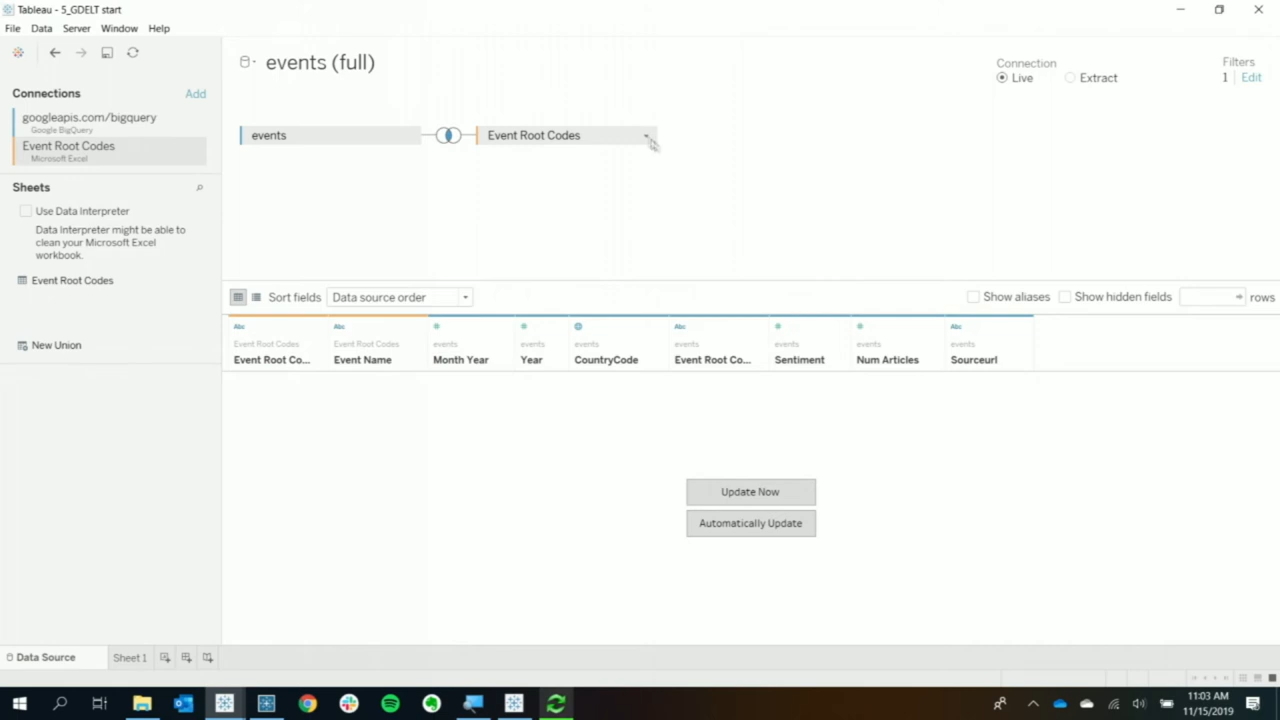 Tableau - 5_GDELT start
File Data Server Window Help
Connections Add
googleapis.com/bigquery
Google BigQuery
Event Root Codes
Microsoft Excel
Sheets
Use Data Interpreter
Data Interpreter might be able to
clean your Microsoft Excel
workbook.
Event Root Codes
New Union
events (full)
Connection
Live Extract
Filters
1 Edit
events
Event Root Codes
Sort fields Data source order
Show aliases Show hidden fields rows
Abc Abc # # Abc # # Abc
Event Root Codes Event Root Codes events events events events events events events
Event Root Co... Event Name Month Year Year CountryCode Event Root Co... Sentiment Num Articles Sourceurl
Update Now
Automatically Update
Data Source Sheet 1
11:03 AM
11/15/2019